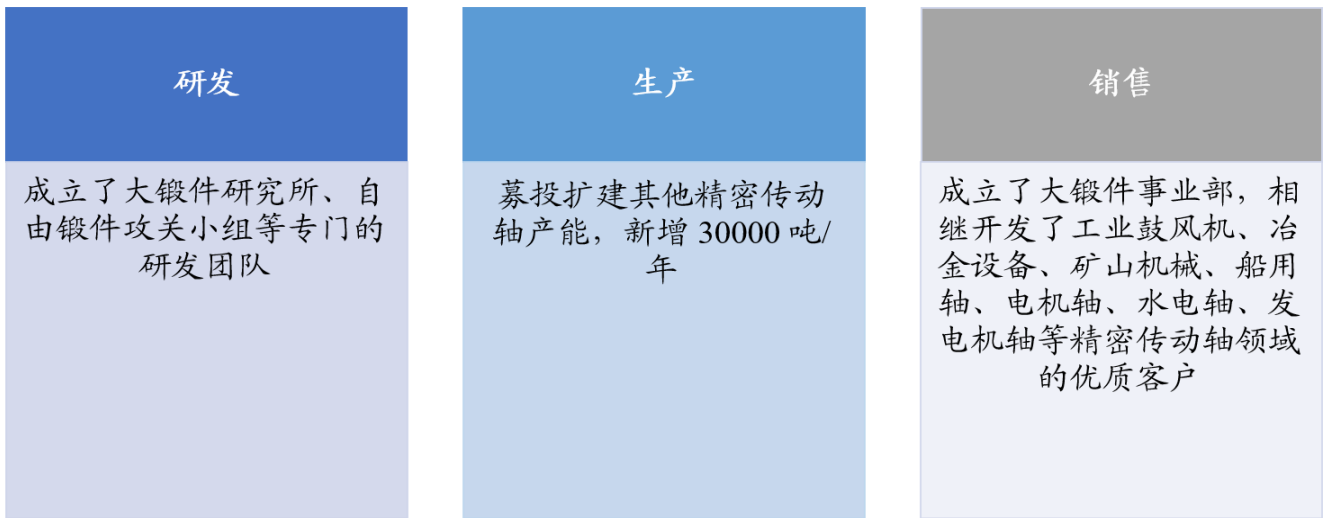 研发
成立了大锻件研究所、自
由锻件攻关小组等专门的
研发团队
生产
募投扩建其他精密传动
轴产能，新增 30000 吨/
年
销售
成立了大锻件事业部，相
继开发了工业鼓风机、冶
金设备、矿山机械、船用
轴、电机轴、水电轴、发
电机轴等精密传动轴领域
的优质客户